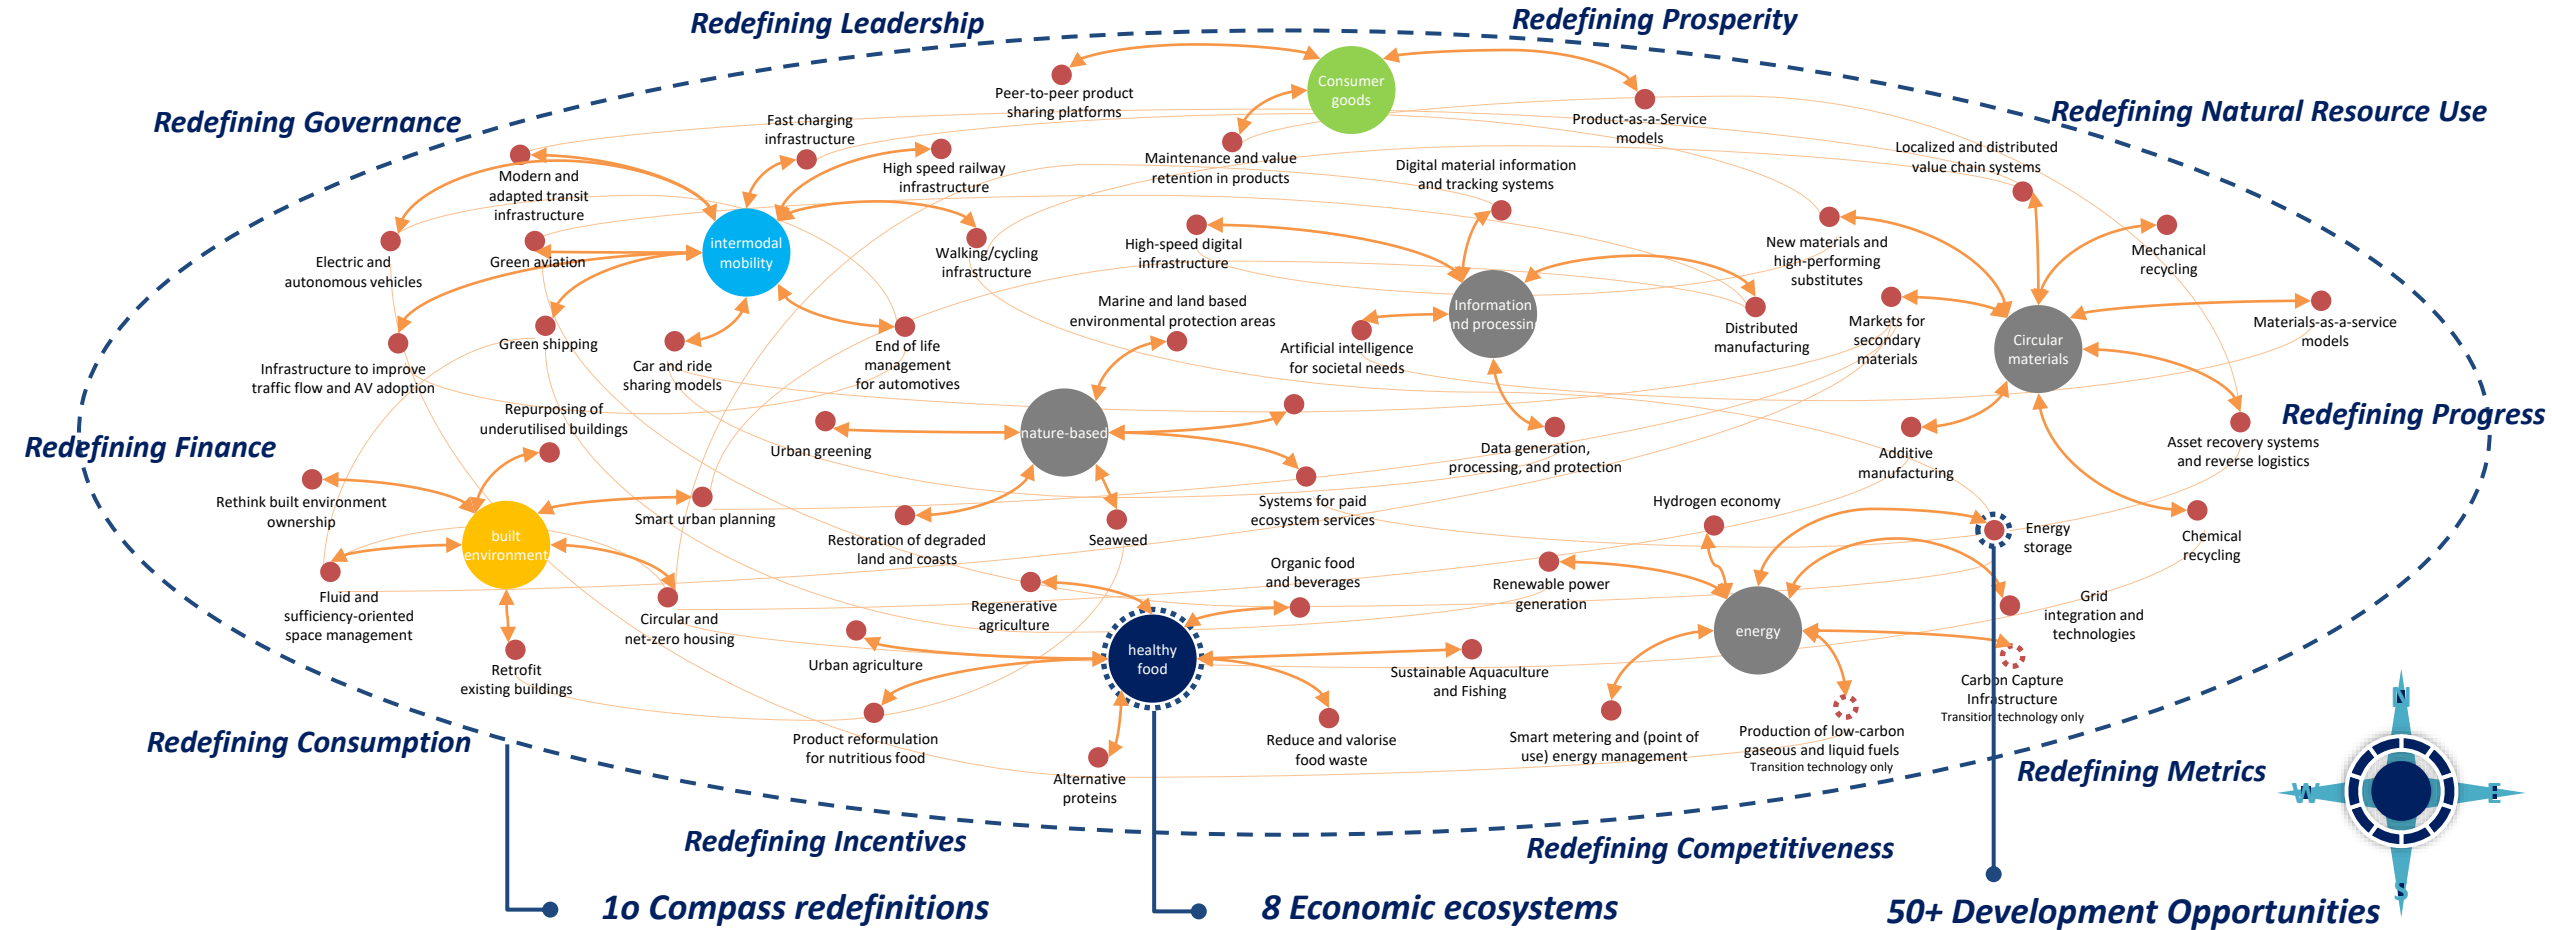 Redefining Leadership
Redefining Prosperity
Redefining Governance
Redefining Natural Resource Use
Redefining Finance
Redefining Progress
Redefining Consumption
Redefining Metrics
Redefining Incentives
Redefining Competitiveness
Consumer
goods
Peer-to-peer product
sharing platforms
Product-as-a-Service
models
Maintenance and value
retention in products
Fast charging
infrastructure
High speed railway
infrastructure
Modern and
adapted transit
infrastructure
intermodal
mobility
Electric and
autonomous vehicles
Green aviation
Walking/cycling
infrastructure
Green shipping
Infrastructure to improve
traffic flow and AV adoption
Car and ride
sharing models
End of life
management
for automotives
Digital material information
and tracking systems
High-speed digital
infrastructure
Information
nd processin
Artificial intelligence
for societal needs
Distributed
manufacturing
Data generation,
processing, and protection
Localized and distributed
value chain systems
New materials and
high-performing
substitutes
Mechanical
recycling
Markets for
secondary
materials
Circular
materials
Materials-as-a-service
models
Additive
manufacturing
Asset recovery systems
and reverse logistics
Chemical
recycling
Marine and land based
environmental protection areas
nature-based
Urban greening
Restoration of degraded
land and coasts
Seaweed
Systems for paid
ecosystem services
Repurposing of
underutilised buildings
Rethink built environment
ownership
Smart urban planning
built
environment
Fluid and
sufficiency-oriented
space management
Circular and
net-zero housing
Retrofit
existing buildings
Organic food
and beverages
Regenerative
agriculture
healthy
food
Urban agriculture
Sustainable Aquaculture
and Fishing
Product reformulation
for nutritious food
Reduce and valorise
food waste
Alternative
proteins
Hydrogen economy
Energy
storage
Renewable power
generation
Grid
integration and
technologies
energy
Carbon Capture
Infrastructure
Transition technology only
Smart metering and (point of
use) energy management
Production of low-carbon
gaseous and liquid fuels
Transition technology only
N
W
E
S
1o Compass redefinitions
8 Economic ecosystems
50+ Development Opportunities